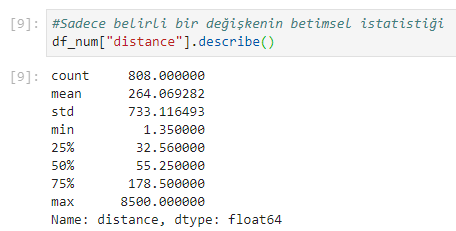 [9]: #Sadece belirli bir değişkenin betimsel istatistiği
df_num["distance"].describe()
[9]: count 808.000000
mean 264.069282
std 733.116493
min 1.350000
25% 32.560000
50% 55.250000
75% 178.500000
max 8500.000000
Name: distance, dtype: float64